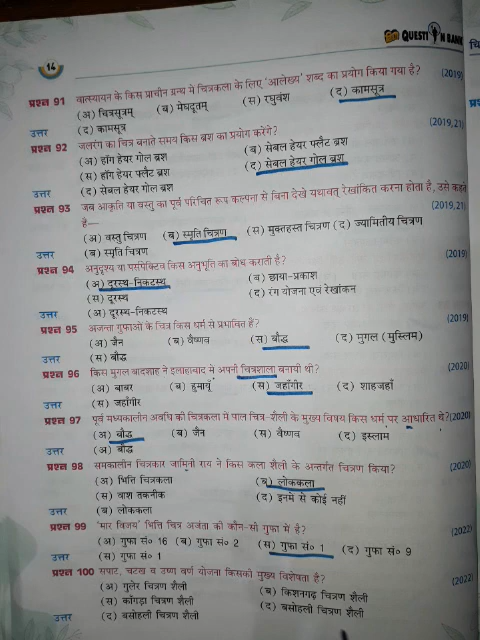 QUESTION BANK
14
प्रश्न 91 वात्स्यायन के किस प्राचीन ग्रन्थ में चित्रकला के लिए 'आलेख्य' शब्द का प्रयोग किया गया है? (2019)
(अ) चित्रसूत्रम् (ब) मेघदूतम् (स) रघुवंश (द) कामसूत्र
उत्तर (द) कामसूत्र
प्रश्न 92 जलरंग का चित्र बनाते समय किस ब्रश का प्रयोग करेंगे? (2019,21)
(अ) हॉग हेयर गोल ब्रश (ब) सेबल हेयर फ्लैट ब्रश
(स) हॉग हेयर फ्लैट ब्रश (द) सेबल हेयर गोल ब्रश
उत्तर (द) सेबल हेयर गोल ब्रश
प्रश्न 93 जब आकृति या वस्तु का पूर्व परिचित रूप कल्पना से बिना देखे यथावत् रेखांकित करना होता है, उसे कहते
हैं— (2019,21)
(अ) वस्तु चित्रण (ब) स्मृति चित्रण (स) मुक्तहस्त चित्रण (द) ज्यामितीय चित्रण
उत्तर (ब) स्मृति चित्रण
प्रश्न 94 अनुदृश्य या पर्सपेक्टिव किस अनुभूति का बोध कराती है? (2019)
(अ) दूरस्थ-निकटस्थ (ब) छाया-प्रकाश
(स) दूरस्थ (द) रंग योजना एवं रेखांकन
उत्तर (अ) दूरस्थ-निकटस्थ
प्रश्न 95 अजन्ता गुफाओं के चित्र किस धर्म से प्रभावित हैं? (2019)
(अ) जैन (ब) वैष्णव (स) बौद्ध (द) मुगल (मुस्लिम)
उत्तर (स) बौद्ध
प्रश्न 96 किस मुगल बादशाह ने इलाहाबाद में अपनी चित्रशाला बनायी थी? (2020)
(अ) बाबर (ब) हुमायूं (स) जहाँगीर (द) शाहजहाँ
उत्तर (स) जहाँगीर
प्रश्न 97 पूर्व मध्यकालीन अवधि की चित्रकला में पाल चित्र-शैली के मुख्य विषय किस धर्म पर आधारित थे?(2020)
(अ) बौद्ध (ब) जैन (स) वैष्णव (द) इस्लाम
उत्तर (अ) बौद्ध
प्रश्न 98 समकालीन चित्रकार जामिनी राय ने किस कला शैली के अन्तर्गत चित्रण किया? (2020)
(अ) भित्ति चित्रकला (ब) लोककला
(स) वाश तकनीक (द) इनमें से कोई नहीं
उत्तर (ब) लोककला
प्रश्न 99 'मार विजय' भित्ति चित्र अजंता की कौन-सी गुफा में है? (2022)
(अ) गुफा सं० 16 (ब) गुफा सं० 2 (स) गुफा सं० 1 (द) गुफा सं० 9
उत्तर (स) गुफा सं० 1
प्रश्न 100 सपाट, चटख व उष्ण वर्ण योजना किसकी मुख्य विशेषता है? (2022)
(अ) गुलेर चित्रण शैली (ब) किशनगढ़ चित्रण शैली
(स) काँगड़ा चित्रण शैली (द) बसोहली चित्रण शैली
उत्तर (द) बसोहली चित्रण शैली